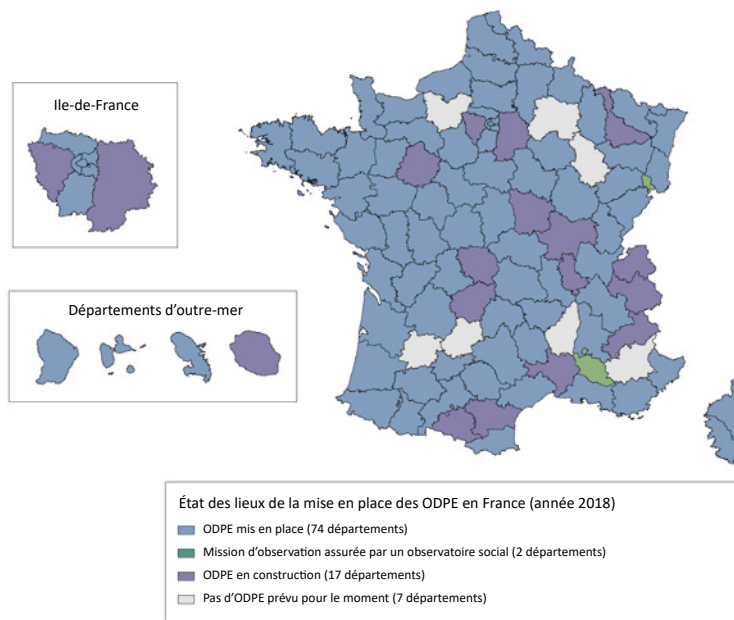 Ile-de-France
Départements d'outre-mer
État des lieux de la mise en place des ODPE en France (année 2018)
ODPE mis en place (74 départements)
Mission d'observation assurée par un observatoire social (2 départements)
ODPE en construction (17 départements)
Pas d'ODPE prévu pour le moment (7 départements)